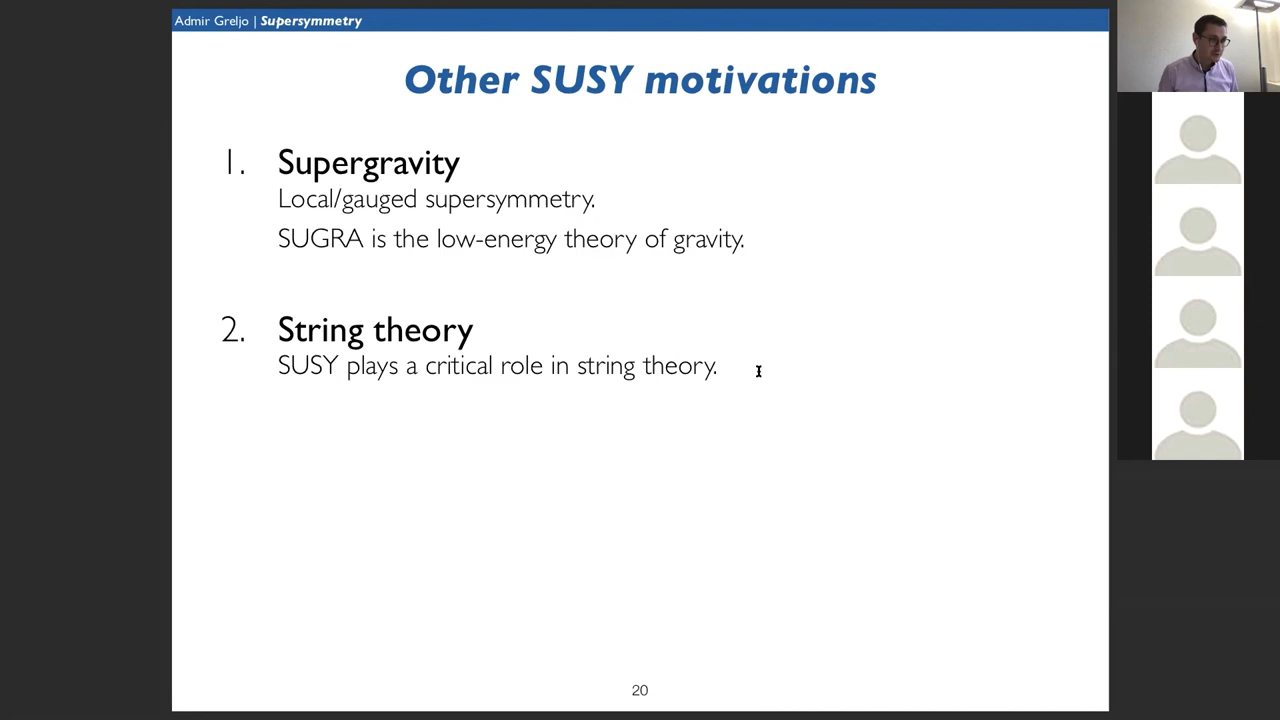 Admir Greljo | Supersymmetry
Other SUSY motivations
1. Supergravity
Local/gauged supersymmetry.
SUGRA is the low-energy theory of gravity.
2. String theory
SUSY plays a critical role in string theory.
20